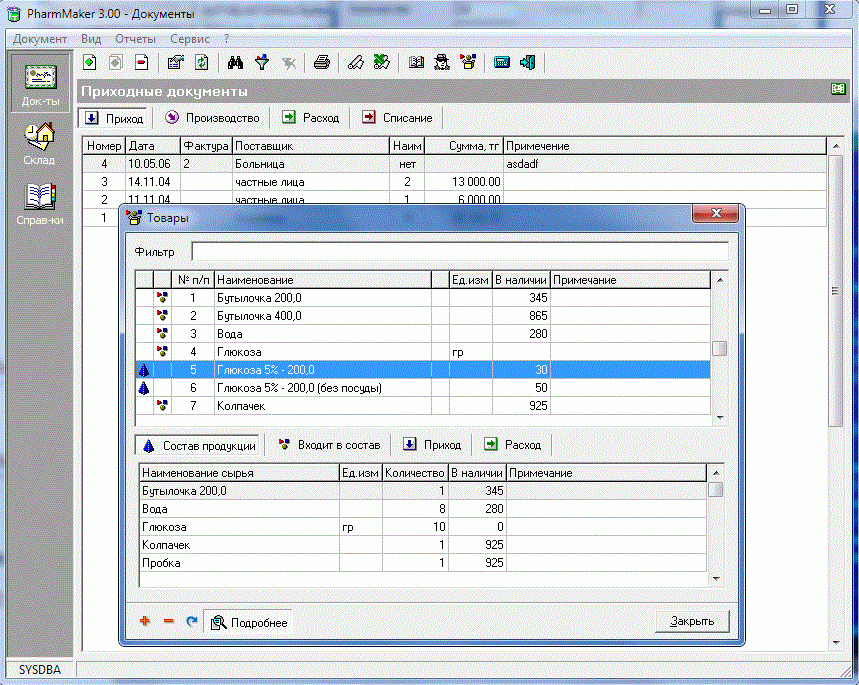 PharmMaker 3.00 - Документы
Документ Вид Отчеты Сервис ?
Приходные документы
Док-ты
Склад
Справ-ки
Приход Производство Расход Списание
Номер Дата Фактура Поставщик Наим Сумма, тг Примечение
4 10.05.06 2 Больница нет asdadf
3 14.11.04 частные лица 2 13 000.00
2 11.11.04 частные лица 1 6 000.00
1
Товары
Фильтр
№ п/п Наименование Ед.изм В наличии Примечание
1 Бутылочка 200,0 345
2 Бутылочка 400,0 865
3 Вода 280
4 Глюкоза гр
5 Глюкоза 5% - 200,0 30
6 Глюкоза 5% - 200,0 (без посуды) 50
7 Колпачек 925
Состав продукции Входит в состав Приход Расход
Наименование сырья Ед.изм Количество В наличии Примечание
Бутылочка 200,0 1 345
Вода 8 280
Глюкоза гр 10 0
Колпачек 1 925
Пробка 1 925
Подробнее Закрыть
SYSDBA